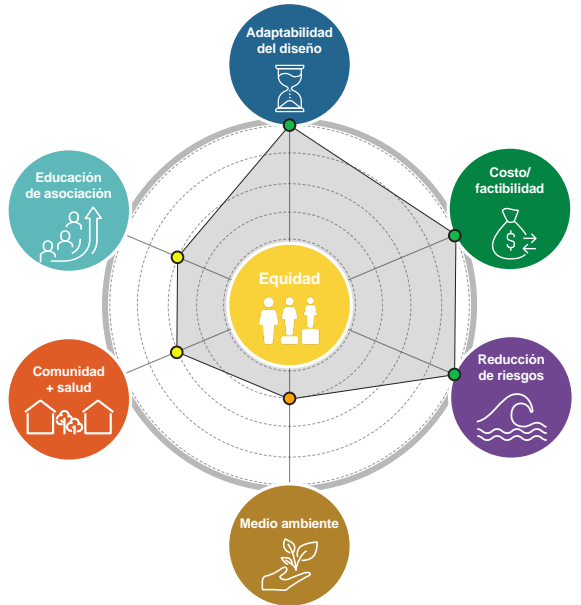 Adaptabilidad
del diseño
Educación
de asociación
Costo/
factibilidad
$
Equidad
Comunidad
+ salud
Reducción
de riesgos
Medio ambiente